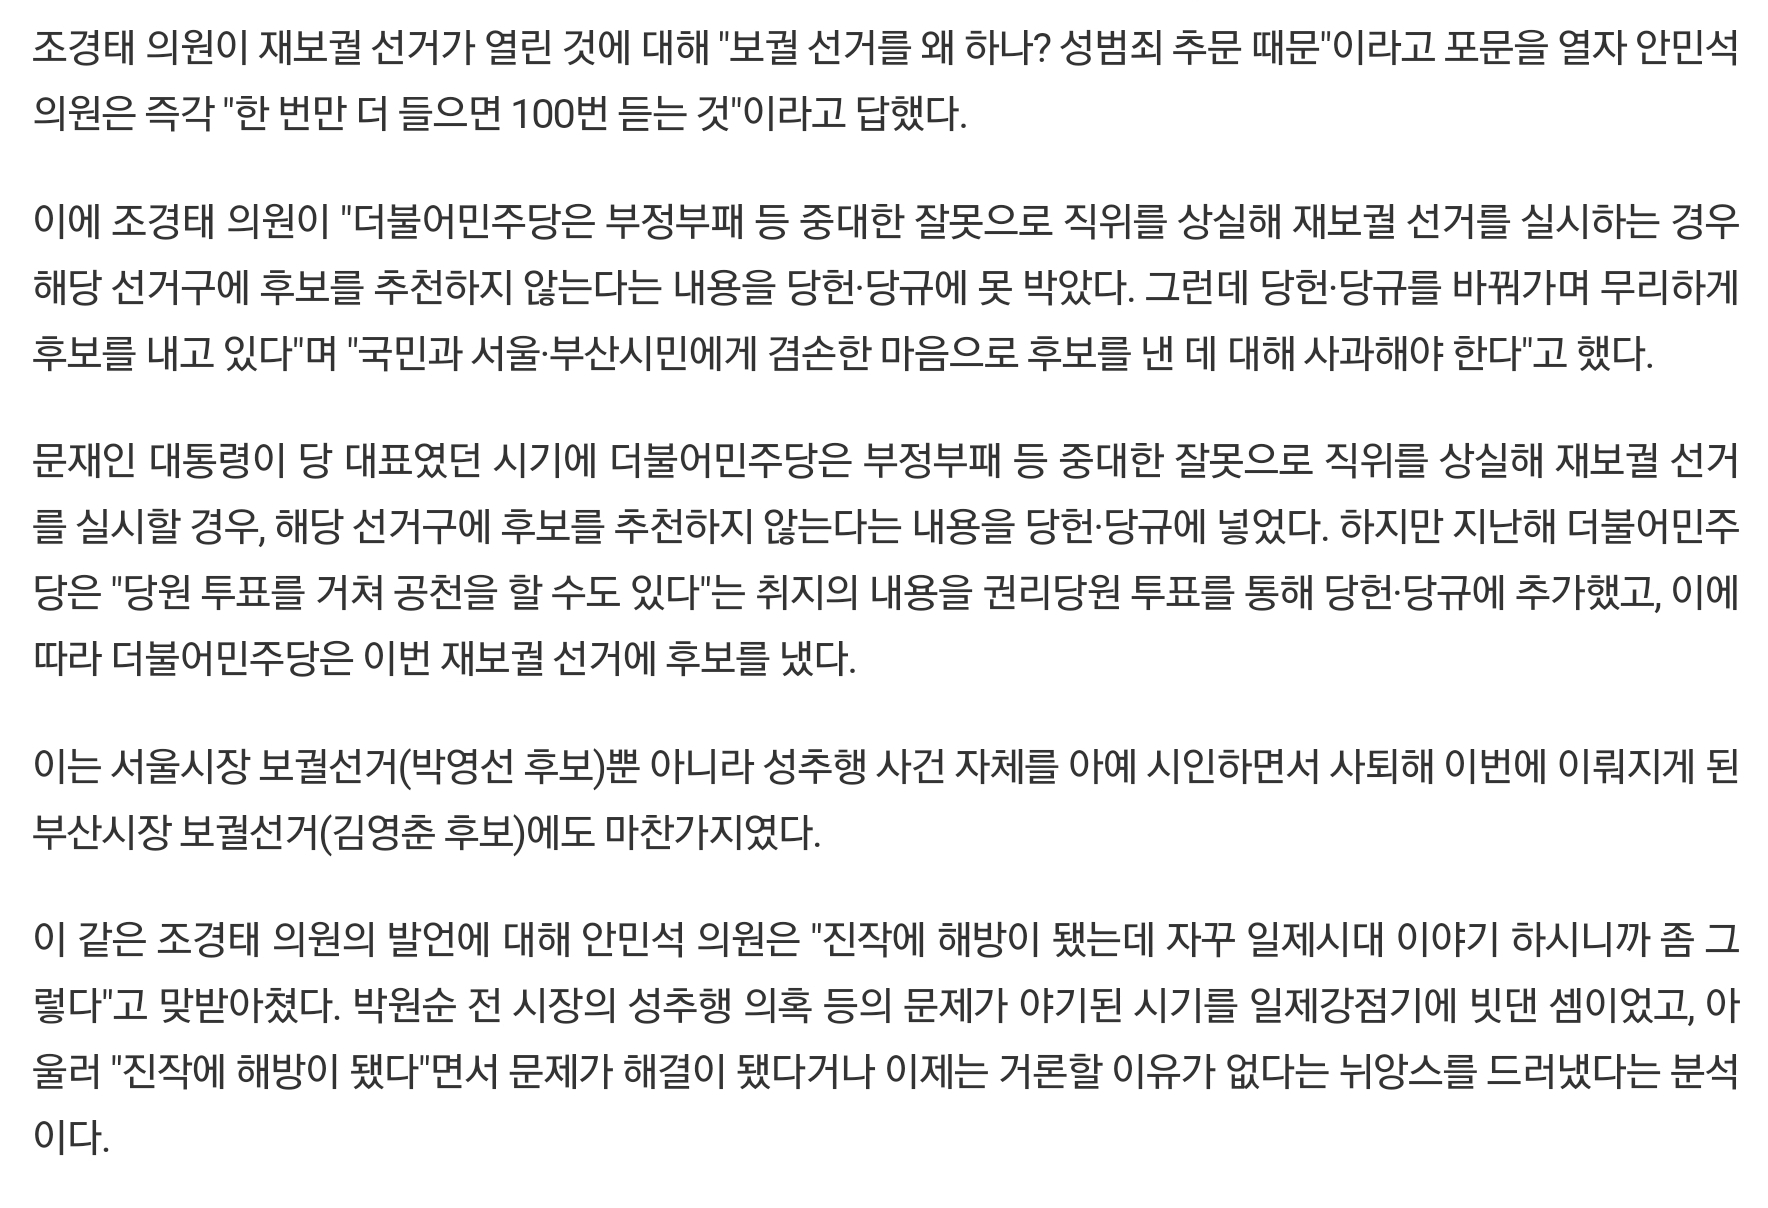 조경태 의원이 재보궐 선거가 열린 것에 대해 "보궐 선거를 왜 하나? 성범죄 추문 때문"이라고 포문을 열자 안민석
의원은 즉각 "한 번만 더 들으면 100번 듣는 것"이라고 답했다.
이에 조경태 의원이 "더불어민주당은 부정부패 등 중대한 잘못으로 직위를 상실해 재보궐 선거를 실시하는 경우
해당 선거구에 후보를 추천하지 않는다는 내용을 당헌·당규에 못 박았다. 그런데 당헌·당규를 바꿔가며 무리하게
후보를 내고 있다"며 "국민과 서울·부산시민에게 겸손한 마음으로 후보를 낸 데 대해 사과해야 한다"고 했다.
문재인 대통령이 당 대표였던 시기에 더불어민주당은 부정부패 등 중대한 잘못으로 직위를 상실해 재보궐 선거
를 실시할 경우, 해당 선거구에 후보를 추천하지 않는다는 내용을 당헌·당규에 넣었다. 하지만 지난해 더불어민주
당은 "당원 투표를 거쳐 공천을 할 수도 있다"는 취지의 내용을 권리당원 투표를 통해 당헌·당규에 추가했고, 이에
따라 더불어민주당은 이번 재보궐 선거에 후보를 냈다.
이는 서울시장 보궐선거(박영선 후보)뿐 아니라 성추행 사건 자체를 아예 시인하면서 사퇴해 이번에 이뤄지게 된
부산시장 보궐선거(김영춘 후보)에도 마찬가지였다.
이 같은 조경태 의원의 발언에 대해 안민석 의원은 "진작에 해방이 됐는데 자꾸 일제시대 이야기 하시니까 좀 그
렇다"고 맞받아쳤다. 박원순 전 시장의 성추행 의혹 등의 문제가 야기된 시기를 일제강점기에 빗댄 셈이었고, 아
울러 "진작에 해방이 됐다"면서 문제가 해결이 됐다거나 이제는 거론할 이유가 없다는 뉘앙스를 드러냈다는 분석
이다.